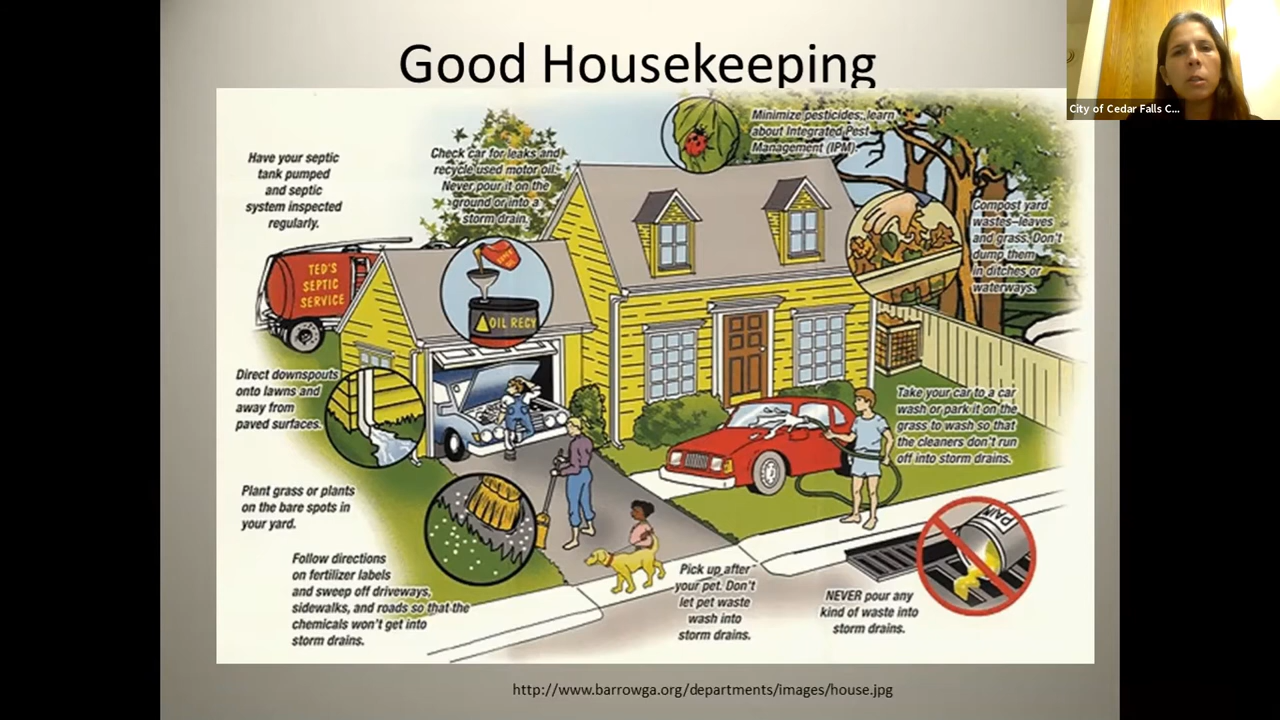 Good Housekeeping
City of Cedar Falls C...
Have your septic
tank pumped
and septic
system inspected
regularly.
Check car for leaks and
recycle used motor oil.
Never pour it on the
ground or into a
storm drain.
Minimize pesticides; learn
about Integrated Pest
Management (IPM).
Compost yard
wastes–leaves
and grass. Don't
dump them
in ditches or
waterways.
TED'S
SEPTIC
SERVICE
OIL RECY
Direct downspouts
onto lawns and
away from
paved surfaces.
Take your car to a car
wash or park it on the
grass to wash so that
the cleaners don't run
off into storm drains.
Plant grass or plants
on the bare spots in
your yard.
PAIN
Follow directions
on fertilizer labels
and sweep off driveways,
sidewalks, and roads so that the
chemicals won't get into
storm drains.
Pick up after
your pet. Don't
let pet waste
wash into
storm drains.
NEVER pour any
kind of waste into
storm drains.
http://www.barrowga.org/departments/images/house.jpg